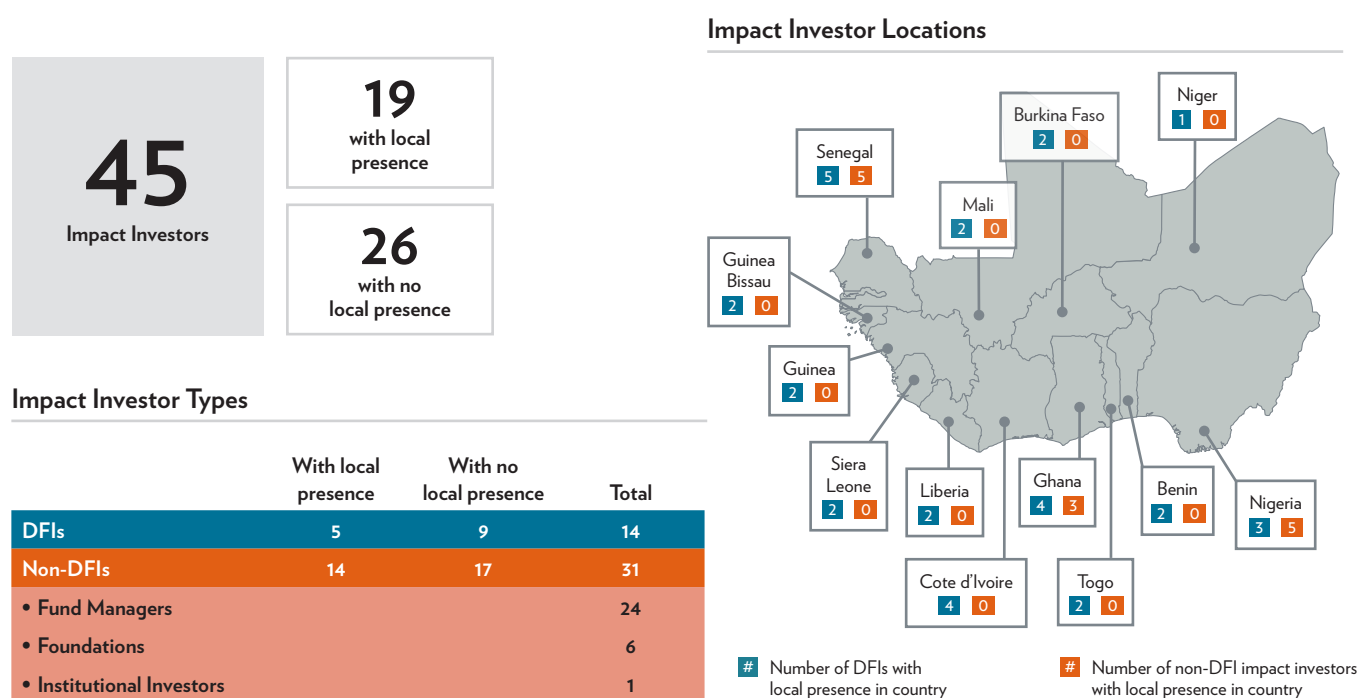 45
Impact Investors
19
with local
presence
26
with no
local presence
Impact Investor Types
With local
presence
With no
local presence
Total
DFIs 5 9 14
Non-DFIs 14 17 31
• Fund Managers 24
• Foundations 6
• Institutional Investors 1
Impact Investor Locations
Niger
1 0
Burkina Faso
2 0
Senegal
5 5
Mali
2 0
Guinea
Bissau
2 0
Guinea
2 0
Siera
Leone
2 0
Liberia
2 0
Ghana
4 3
Benin
2 0
Nigeria
3 5
Cote d'Ivoire
4 0
Togo
2 0
# Number of DFIs with
local presence in country
# Number of non-DFI impact investors
with local presence in country